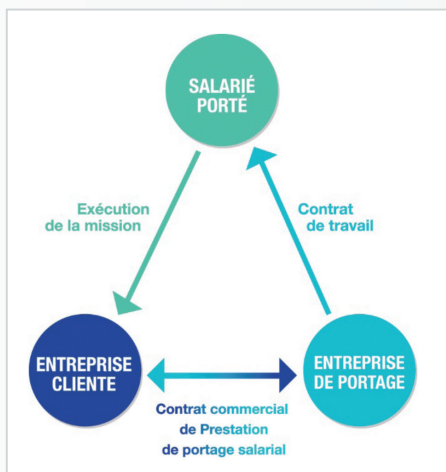 SALARIÉ
PORTÉ
Exécution
de la mission
Contrat
de travail
ENTREPRISE
CLIENTE
ENTREPRISE
DE PORTAGE
Contrat commercial
de Prestation
de portage salarial